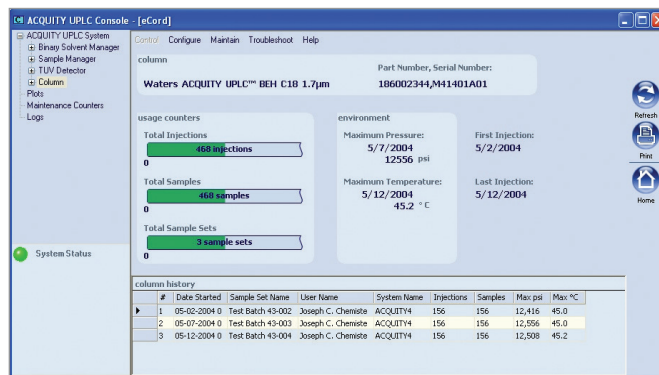 ACQUITY UPLC Console - [eCord]
ACQUITY UPLC System
Binary Solvent Manager
Sample Manager
TUV Detector
Column
Plots
Maintenance Counters
Logs
System Status
Control Configure Maintain Troubleshoot Help
column
Part Number, Serial Number:
Waters ACQUITY UPLC™ BEH C18 1.7µm 186002344,M41401A01
usage counters
Total Injections
468 injections
0
Total Samples
468 samples
0
Total Sample Sets
3 sample sets
0
environment
Maximum Pressure:
5/7/2004
12556 psi
Maximum Temperature:
5/12/2004
45.2 °C
First Injection:
5/2/2004
Last Injection:
5/12/2004
Refresh
Print
Home
column history
# Date Started Sample Set Name User Name System Name Injections Samples Max psi Max °C
1 05-02-2004 0 Test Batch 43-002 Joseph C. Chemiste ACQUITY4 156 156 12,416 45.0
2 05-07-2004 0 Test Batch 43-003 Joseph C. Chemiste ACQUITY4 156 156 12,556 45.0
3 05-12-2004 0 Test Batch 43-004 Joseph C. Chemiste ACQUITY4 156 156 12,508 45.2